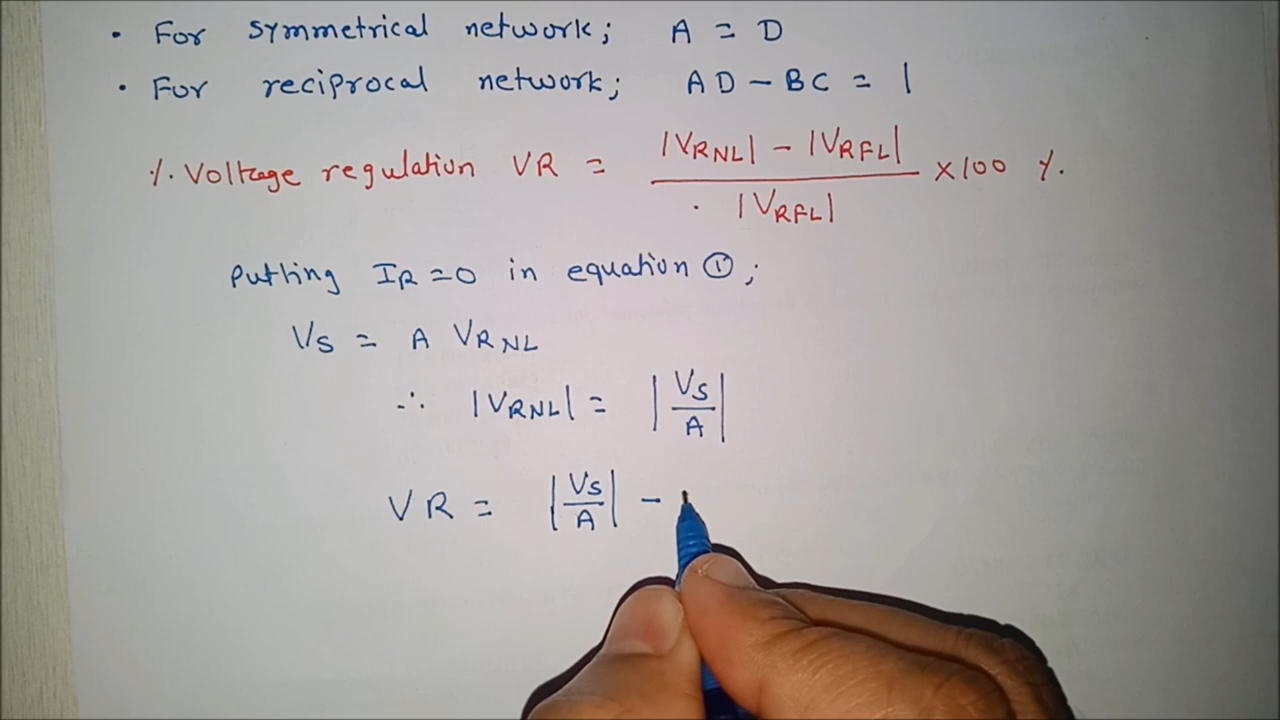 • For symmetrical network; A = D
• For reciprocal network; AD - BC = 1
%. Voltage regulation VR = |VRNL| - |VRFL| / |VRFL| × 100 %.
Putting IR = 0 in equation ①;
VS = A VRNL
∴ |VRNL| = |VS/A|
VR = |VS/A| -